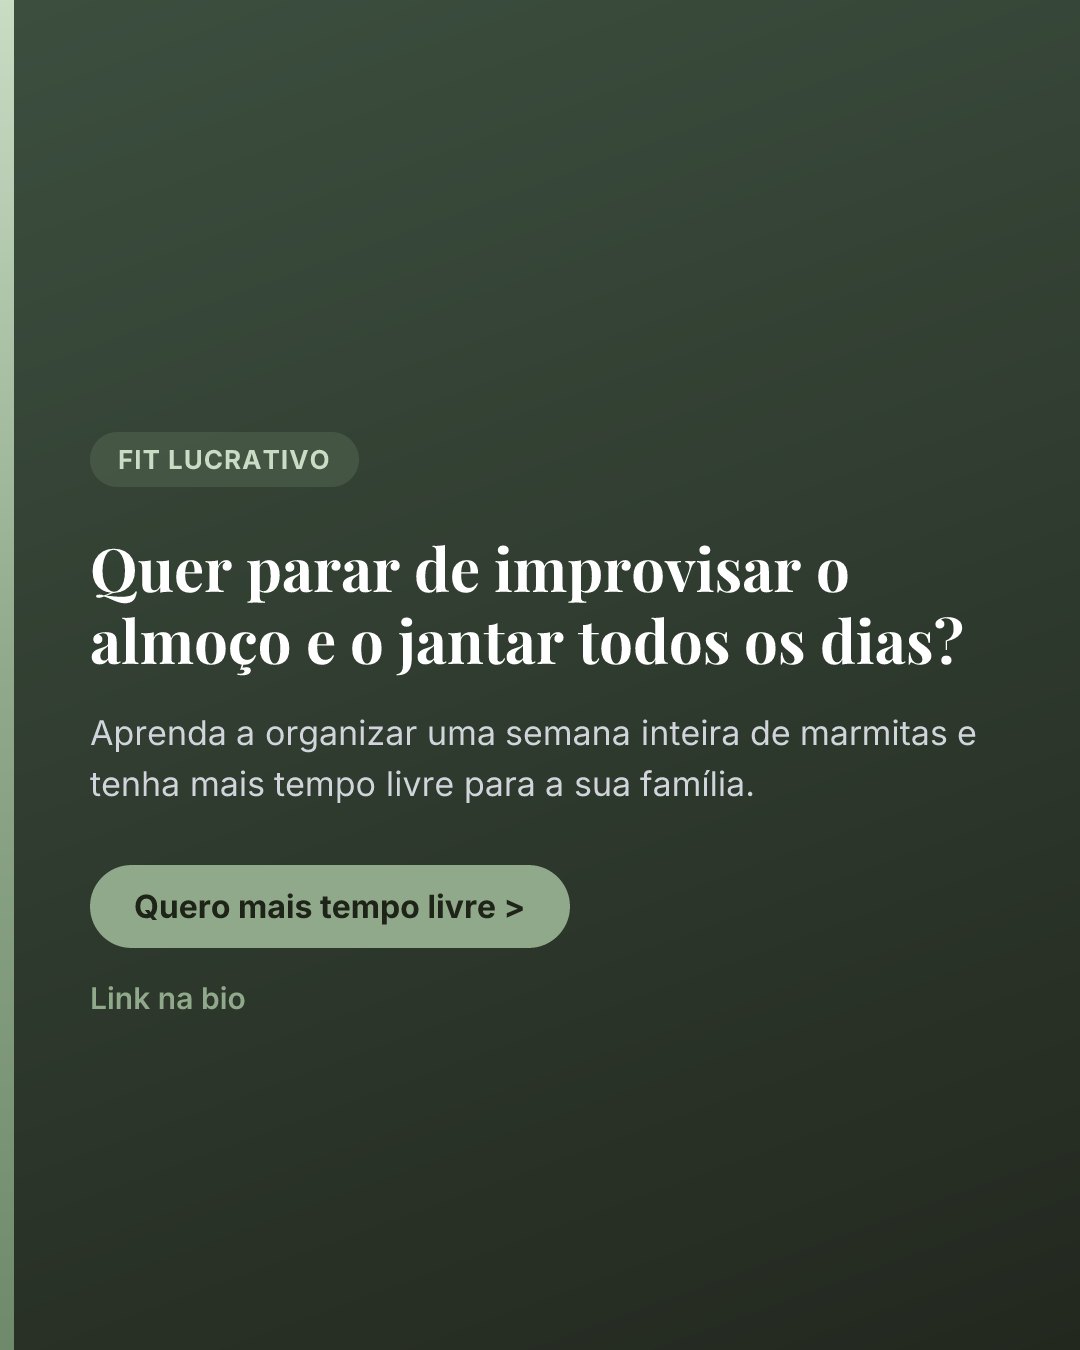 FIT LUCRATIVO
Quer parar de improvisar o
almoço e o jantar todos os dias?
Aprenda a organizar uma semana inteira de marmitas e
tenha mais tempo livre para a sua família.
Quero mais tempo livre >
Link na bio